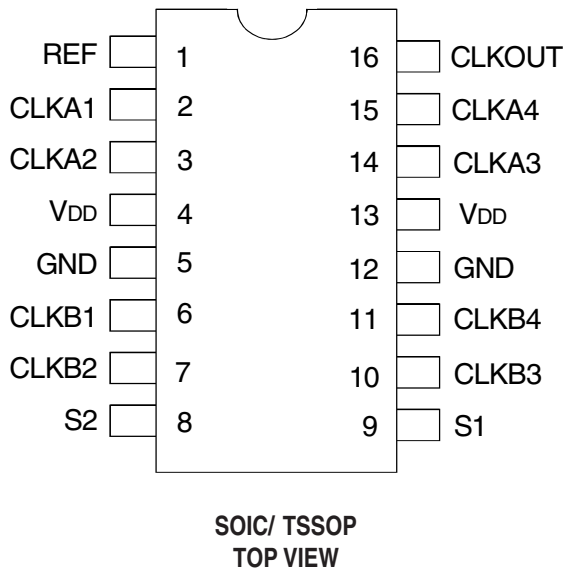 REF 1 16 CLKOUT
CLKA1 2 15 CLKA4
CLKA2 3 14 CLKA3
VDD 4 13 VDD
GND 5 12 GND
CLKB1 6 11 CLKB4
CLKB2 7 10 CLKB3
S2 8 9 S1
SOIC/ TSSOP
TOP VIEW